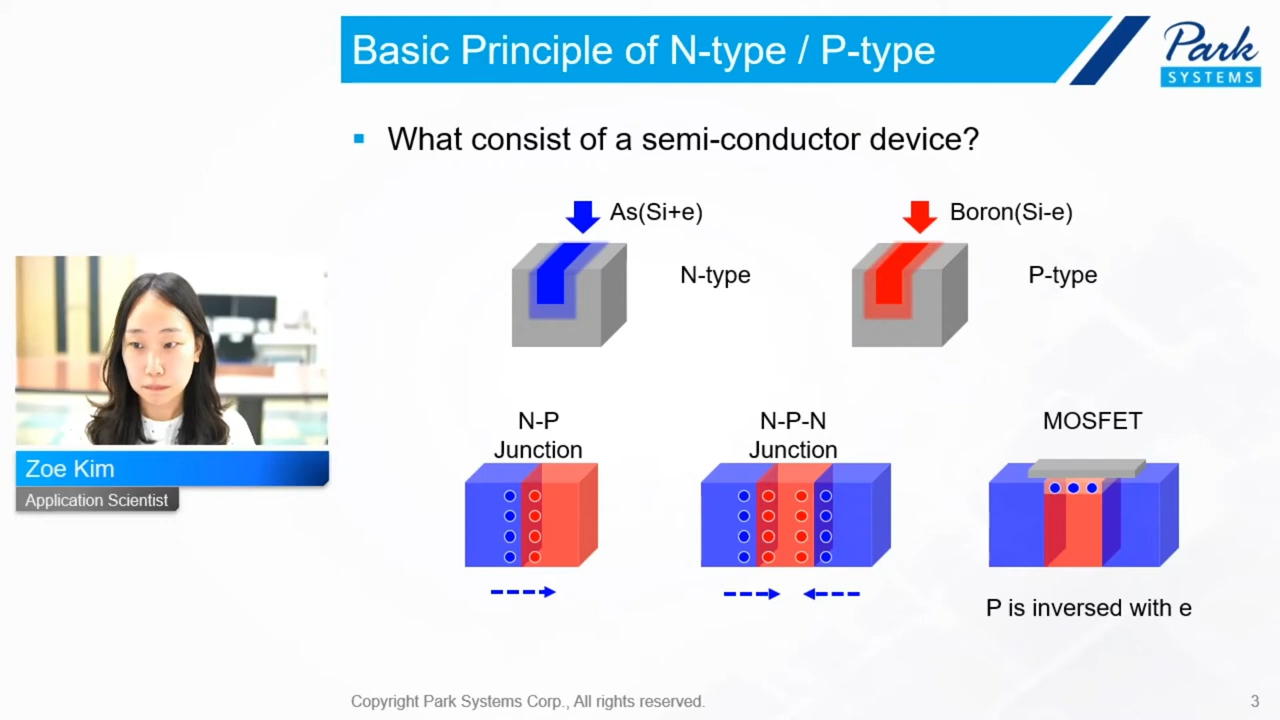 Basic Principle of N-type / P-type
Park
SYSTEMS
What consist of a semi-conductor device?
As(Si+e)
Boron(Si-e)
N-type
P-type
N-P
Junction
N-P-N
Junction
MOSFET
P is inversed with e
Zoe Kim
Application Scientist
Copyright Park Systems Corp., All rights reserved.
3